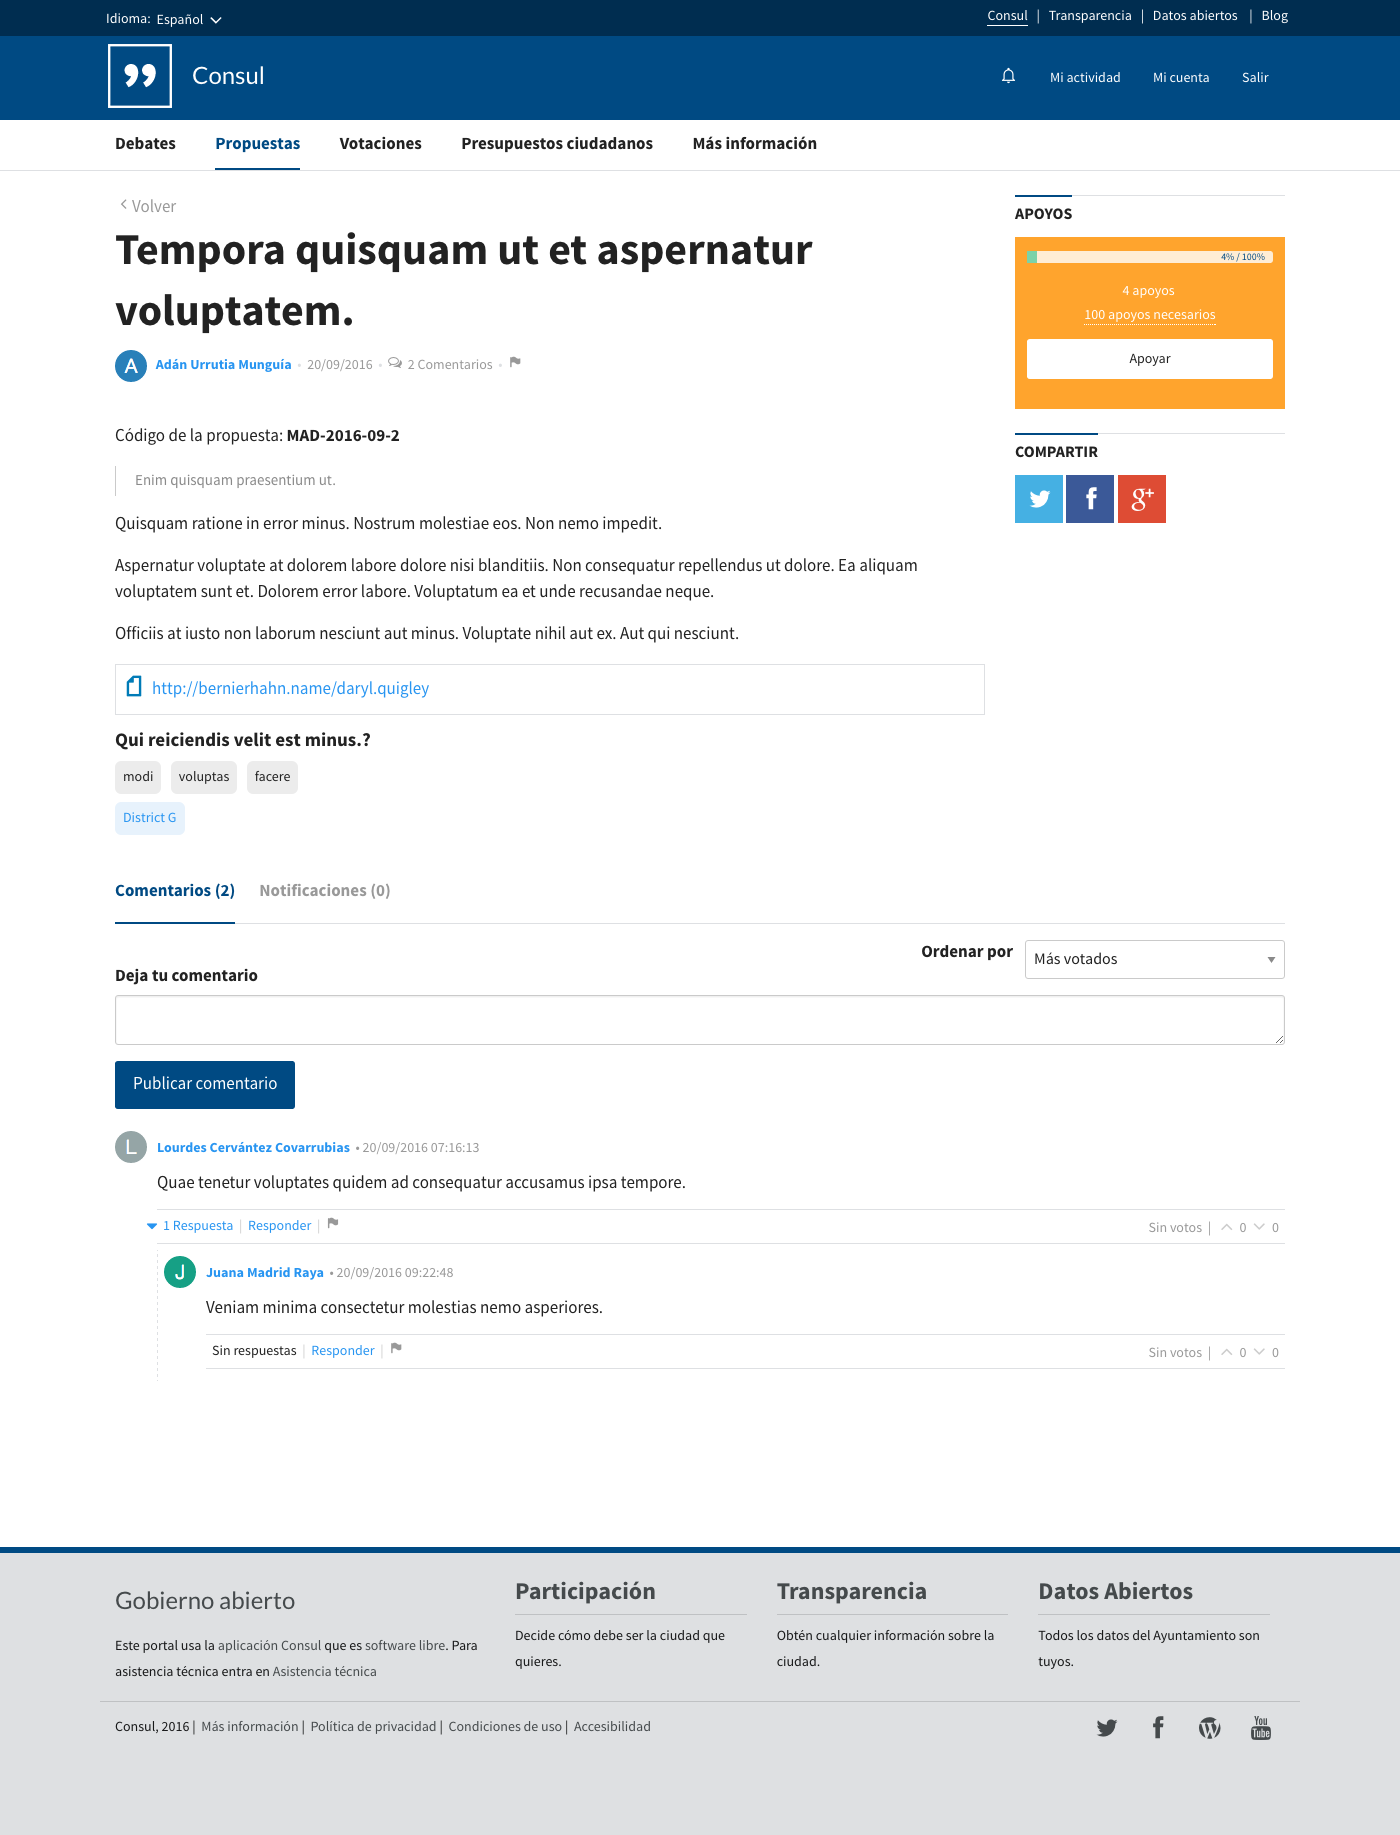 Idioma: Español
Consul | Transparencia | Datos abiertos | Blog
Consul
Mi actividad Mi cuenta Salir
Debates Propuestas Votaciones Presupuestos ciudadanos Más información
Volver
Tempora quisquam ut et aspernatur
voluptatem.
A Adán Urrutia Munguía • 20/09/2016 • 2 Comentarios •
Código de la propuesta: MAD-2016-09-2
Enim quisquam praesentium ut.
Quisquam ratione in error minus. Nostrum molestiae eos. Non nemo impedit.
Aspernatur voluptate at dolorem labore dolore nisi blanditiis. Non consequatur repellendus ut dolore. Ea aliquam
voluptatem sunt et. Dolorem error labore. Voluptatum ea et unde recusandae neque.
Officiis at iusto non laborum nesciunt aut minus. Voluptate nihil aut ex. Aut qui nesciunt.
http://bernierhahn.name/daryl.quigley
Qui reiciendis velit est minus.?
modi voluptas facere
District G
APOYOS
4% / 100%
4 apoyos
100 apoyos necesarios
Apoyar
COMPARTIR
Comentarios (2) Notificaciones (0)
Ordenar por Más votados
Deja tu comentario
Publicar comentario
L Lourdes Cervántez Covarrubias • 20/09/2016 07:16:13
Quae tenetur voluptates quidem ad consequatur accusamus ipsa tempore.
1 Respuesta | Responder | Sin votos | 0 0
J Juana Madrid Raya • 20/09/2016 09:22:48
Veniam minima consectetur molestias nemo asperiores.
Sin respuestas | Responder | Sin votos | 0 0
Gobierno abierto
Este portal usa la aplicación Consul que es software libre. Para
asistencia técnica entra en Asistencia técnica
Participación
Decide cómo debe ser la ciudad que
quieres.
Transparencia
Obtén cualquier información sobre la
ciudad.
Datos Abiertos
Todos los datos del Ayuntamiento son
tuyos.
Consul, 2016 | Más información | Política de privacidad | Condiciones de uso | Accesibilidad
You
Tube